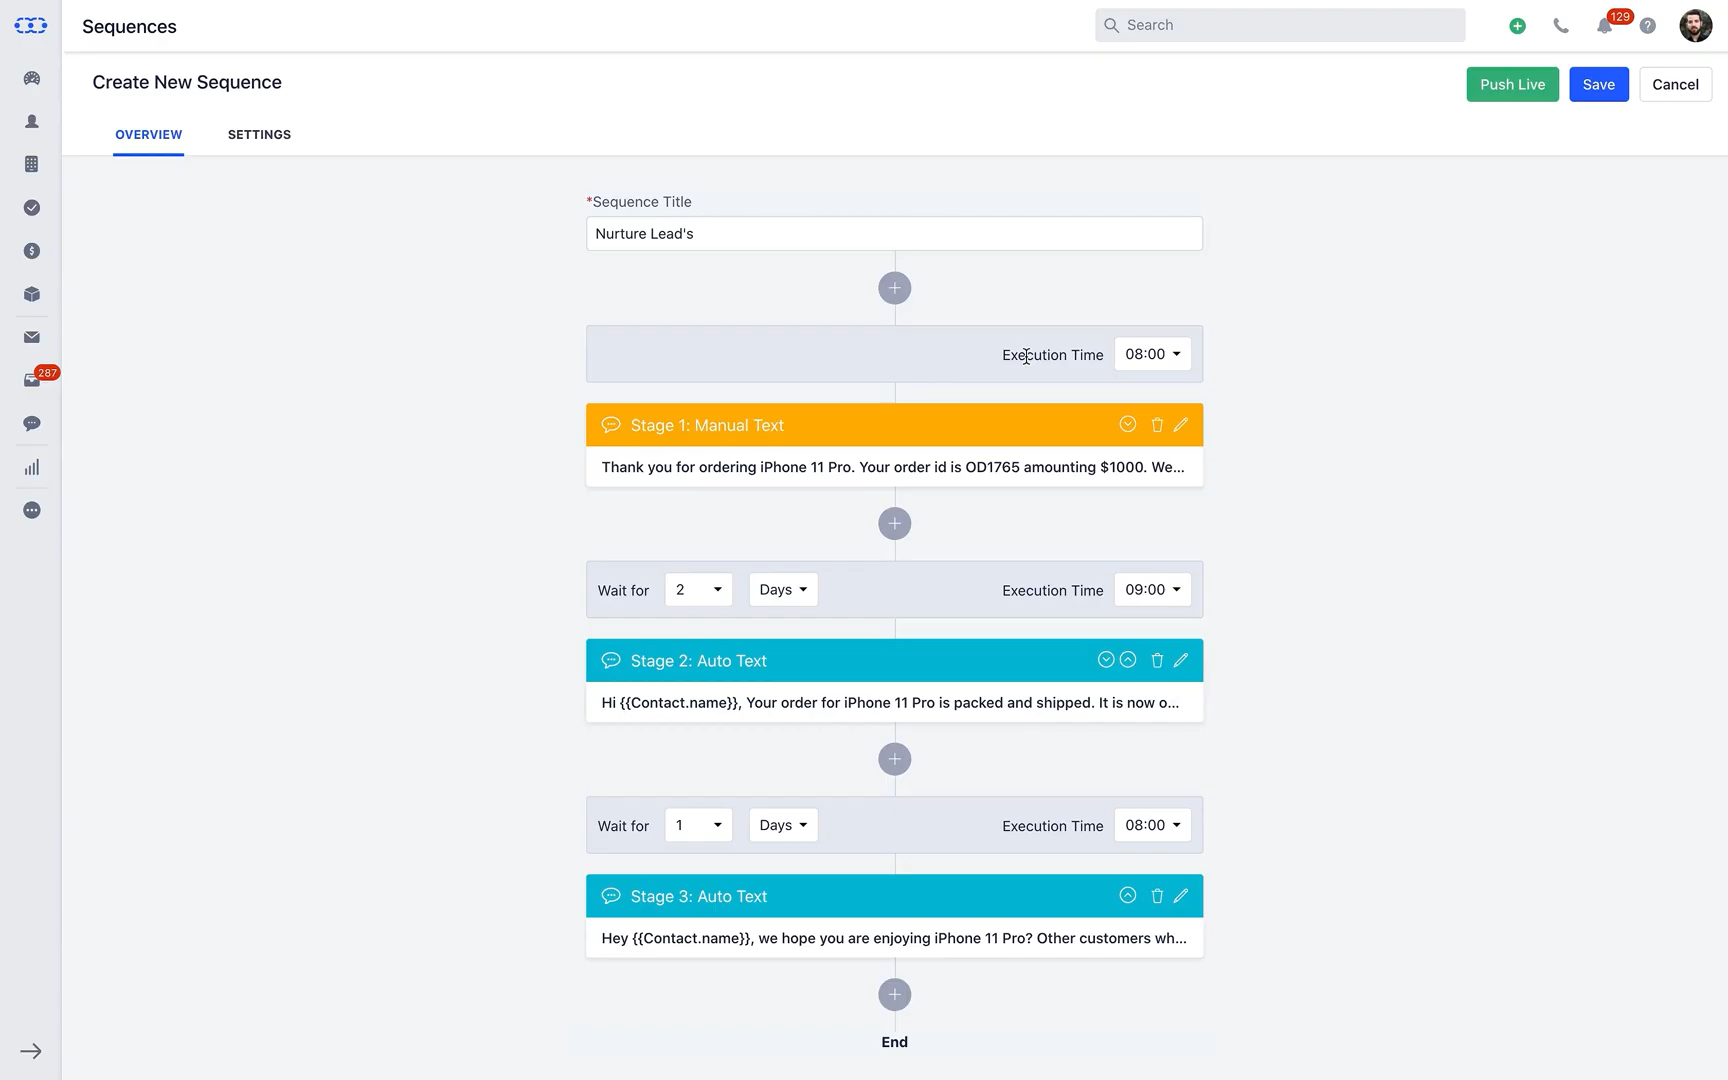 Sequences
Search
129
Create New Sequence
Push Live
Save
Cancel
OVERVIEW
SETTINGS
*Sequence Title
Nurture Lead's
Execution Time
08:00
287
Stage 1: Manual Text
Thank you for ordering iPhone 11 Pro. Your order id is OD1765 amounting $1000. We...
Wait for
2
Days
Execution Time
09:00
Stage 2: Auto Text
Hi {{Contact.name}}, Your order for iPhone 11 Pro is packed and shipped. It is now o...
Wait for
1
Days
Execution Time
08:00
Stage 3: Auto Text
Hey {{Contact.name}}, we hope you are enjoying iPhone 11 Pro? Other customers wh...
End